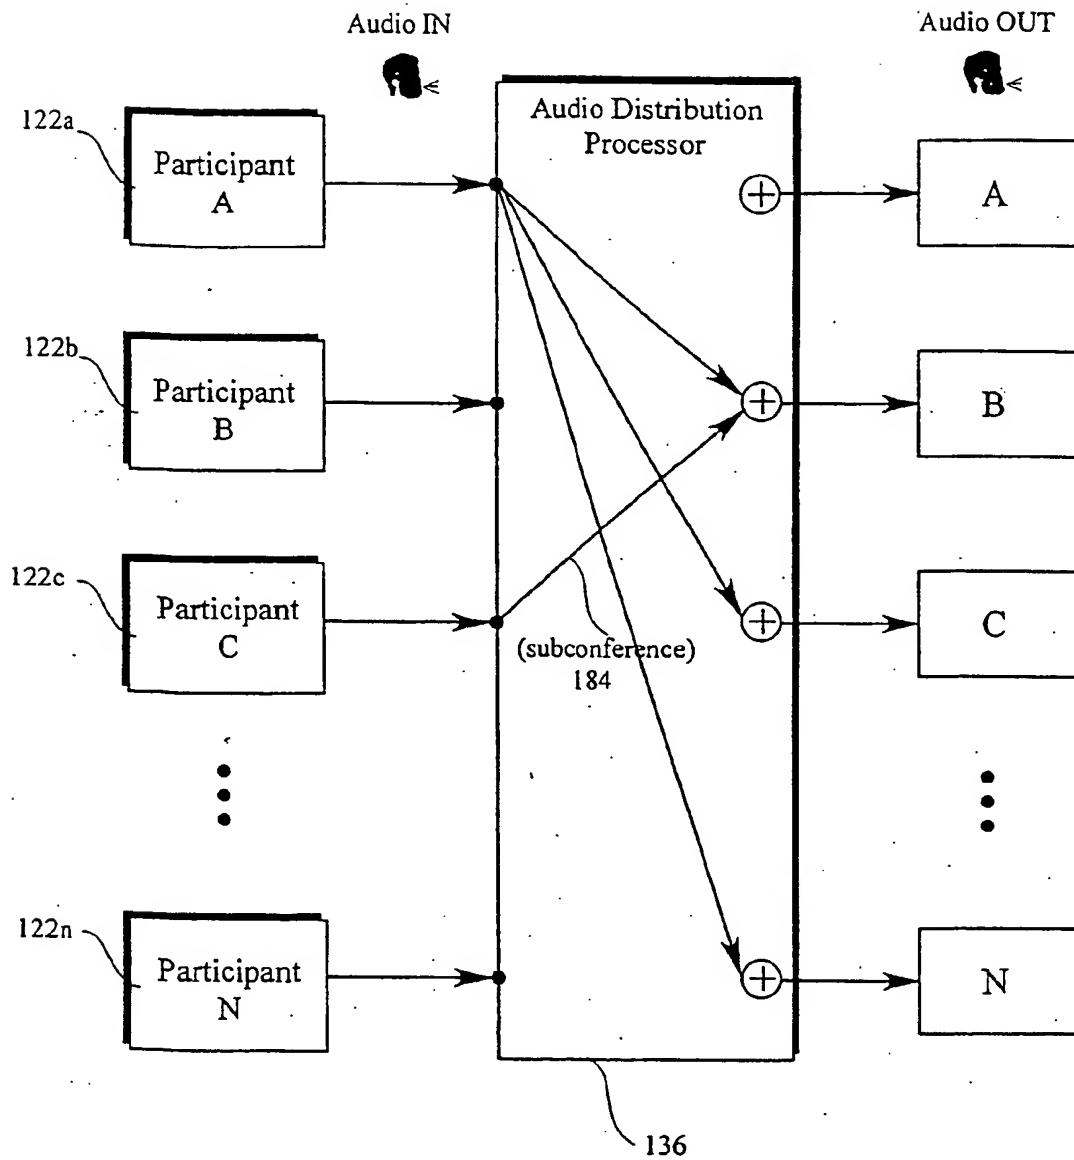 Audio IN
Audio OUT
122a
Participant
A
Audio Distribution
Processor
A
122b
Participant
B
B
122c
Participant
C
(subconference)
184
C
122n
Participant
N
N
136